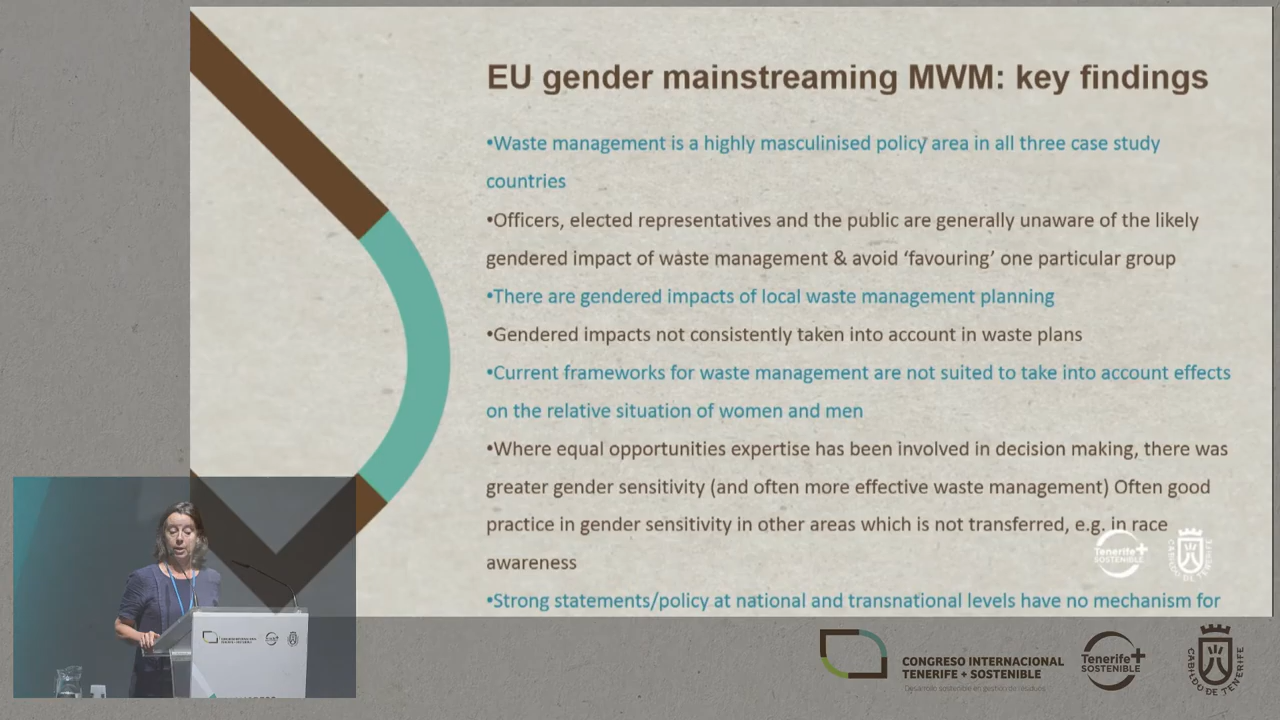 EU gender mainstreaming MWM: key findings
•Waste management is a highly masculinised policy area in all three case study
countries
•Officers, elected representatives and the public are generally unaware of the likely
gendered impact of waste management & avoid ‘favouring’ one particular group
•There are gendered impacts of local waste management planning
•Gendered impacts not consistently taken into account in waste plans
•Current frameworks for waste management are not suited to take into account effects
on the relative situation of women and men
•Where equal opportunities expertise has been involved in decision making, there was
greater gender sensitivity (and often more effective waste management) Often good
practice in gender sensitivity in other areas which is not transferred, e.g. in race
awareness
•Strong statements/policy at national and transnational levels have no mechanism for
Tenerife+
SOSTENIBLE
CABILDO DE TENERIFE
CONGRESO INTERNACIONAL
TENERIFE + SOSTENIBLE
Desarrollo sostenible en gestión de residuos
Tenerife+
SOSTENIBLE
CABILDO DE TENERIFE